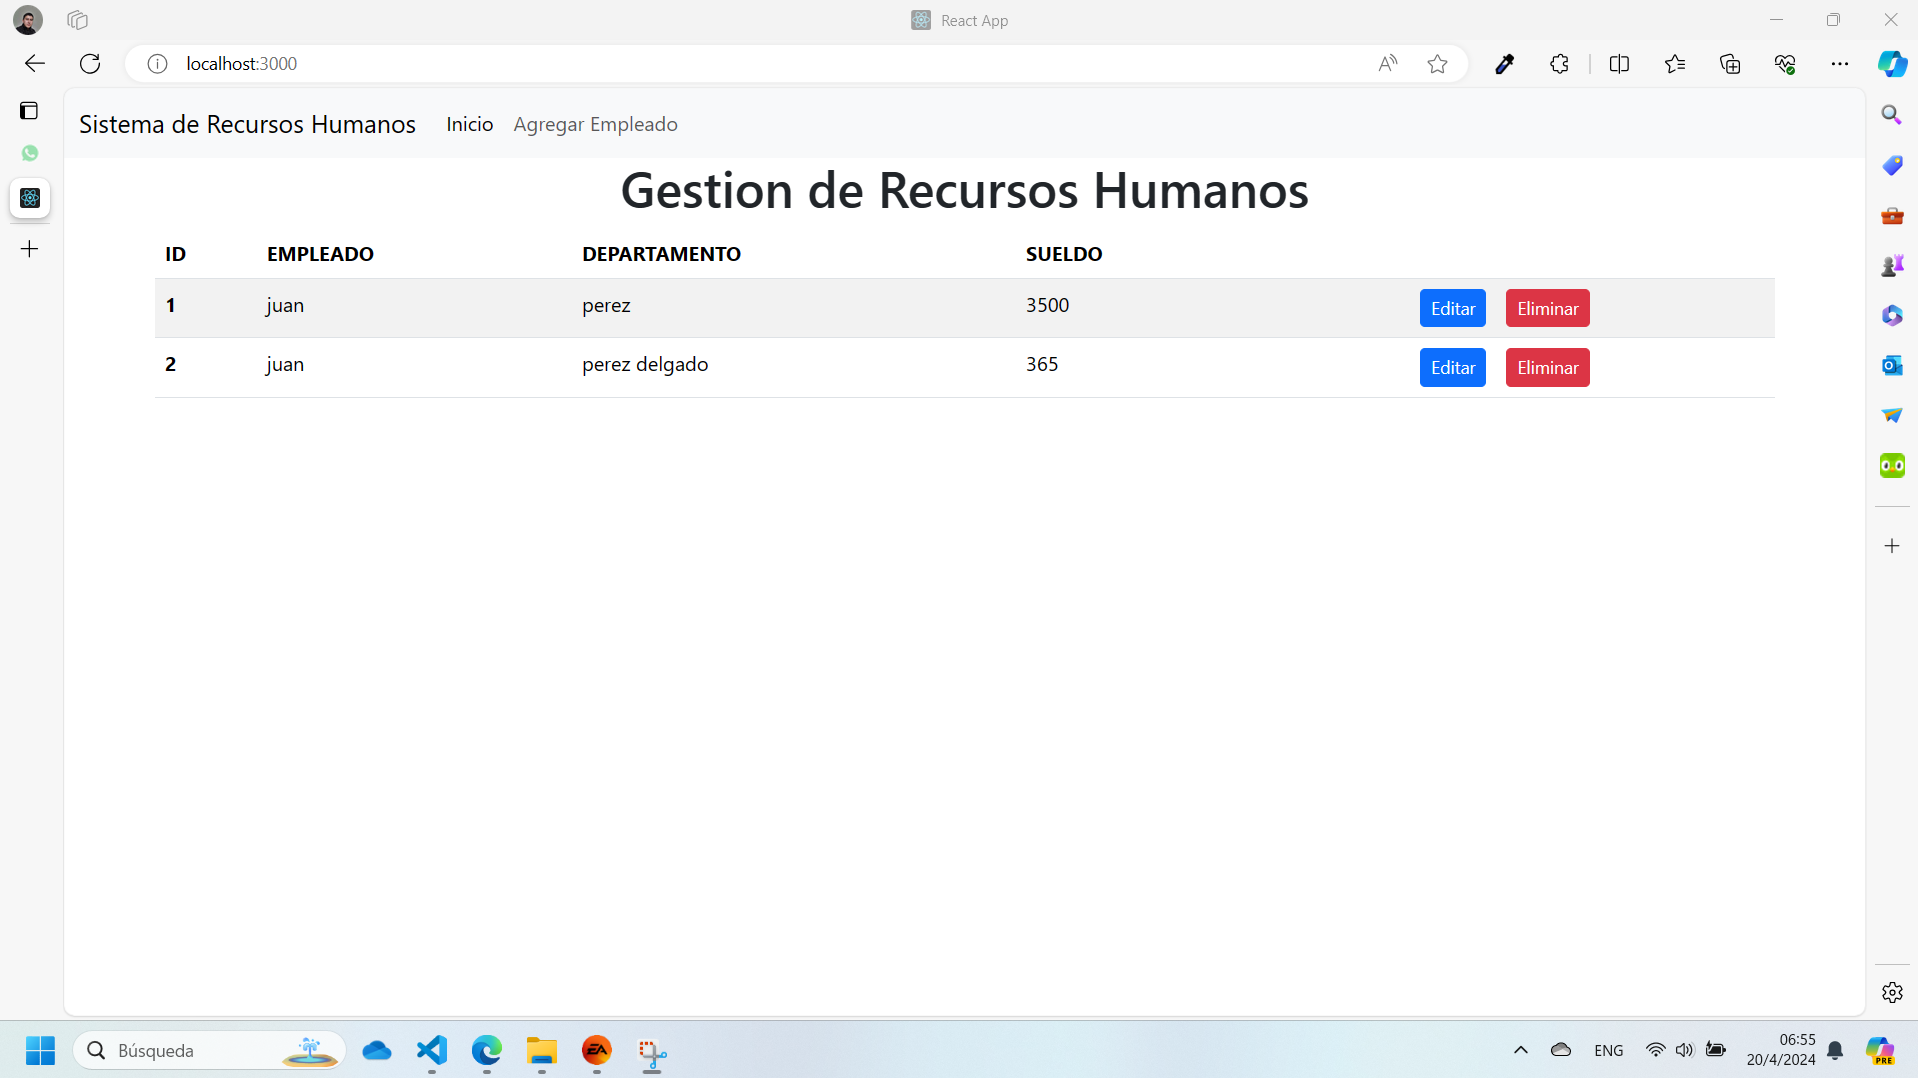 React App
localhost:3000
Sistema de Recursos Humanos Inicio Agregar Empleado
Gestion de Recursos Humanos
ID EMPLEADO DEPARTAMENTO SUELDO
1 juan perez 3500 Editar Eliminar
2 juan perez delgado 365 Editar Eliminar
Búsqueda
EA
ENG
06:55
20/4/2024
PRE